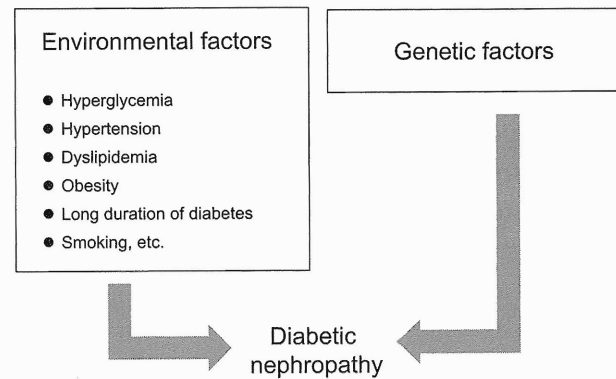 Environmental factors
● Hyperglycemia
● Hypertension
● Dyslipidemia
● Obesity
● Long duration of diabetes
● Smoking, etc.
Genetic factors
Diabetic
nephropathy